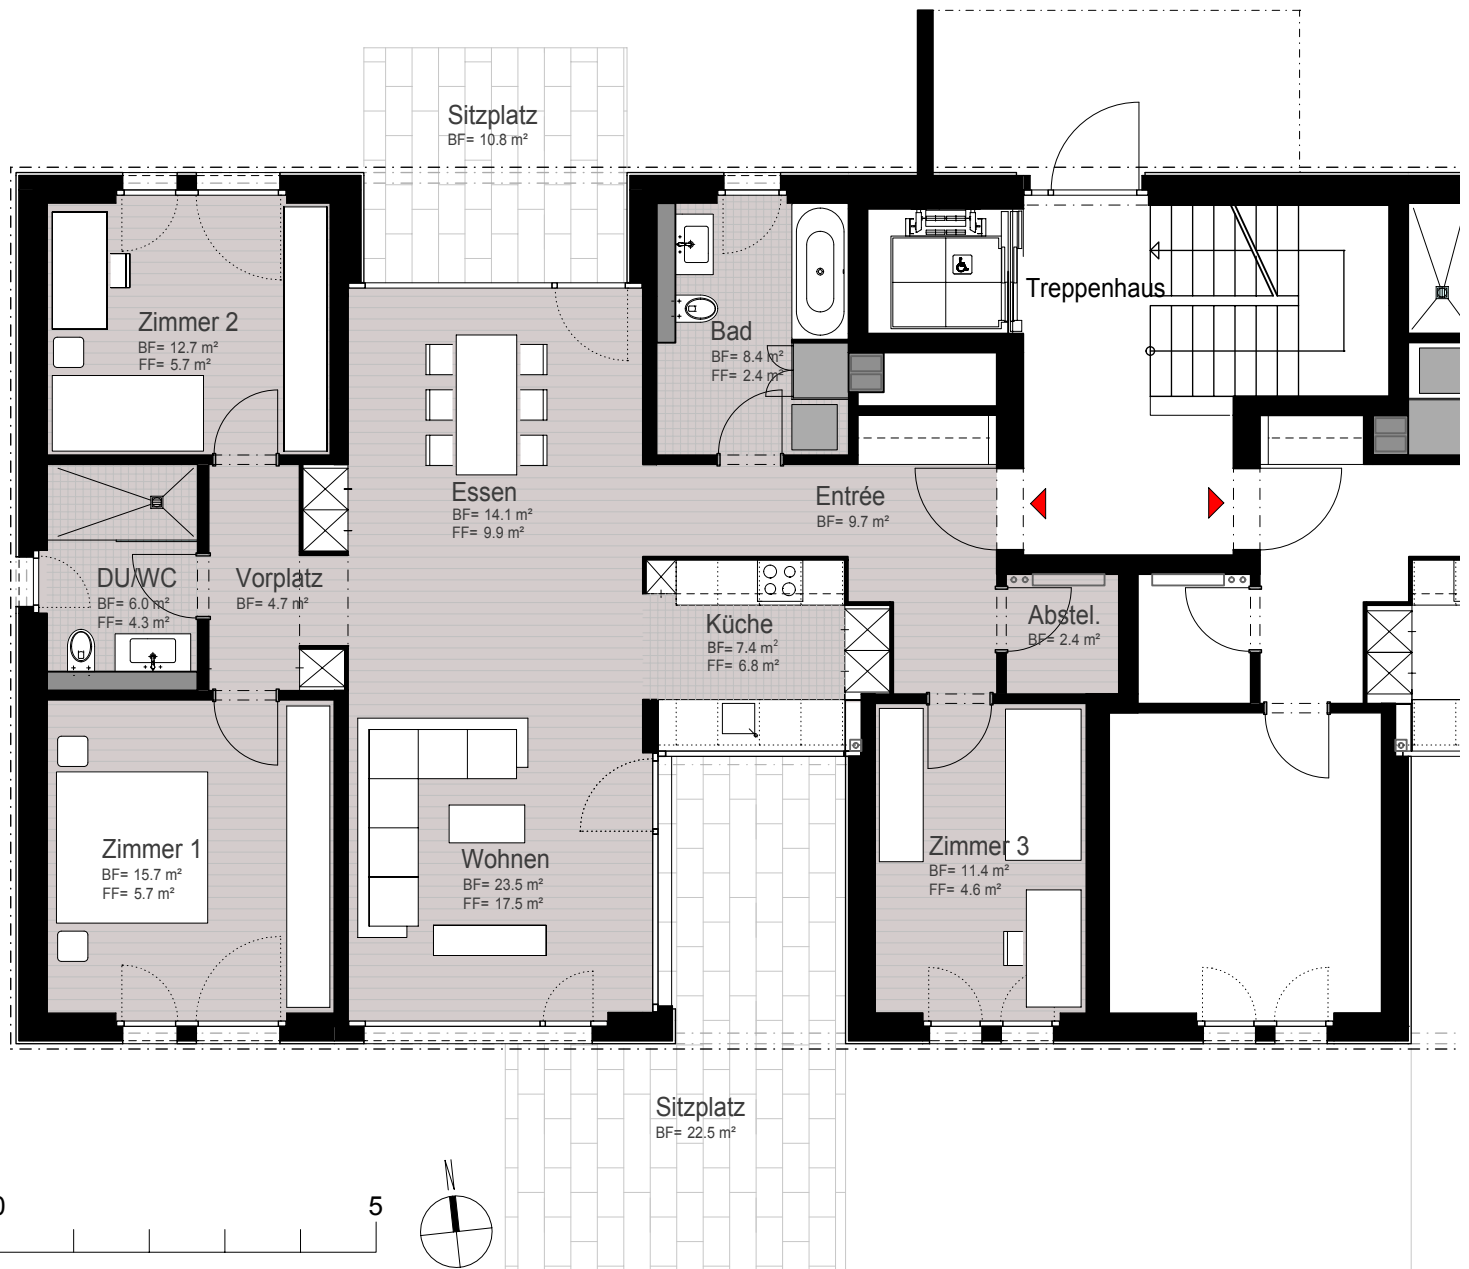 Sitzplatz
BF= 10.8 m²
Treppenhaus
Zimmer 2
BF= 12.7 m²
FF= 5.7 m²
Bad
BF= 8.4 m²
FF= 2.4 m²
Essen
BF= 14.1 m²
FF= 9.9 m²
Entrée
BF= 9.7 m²
DU/WC
BF= 6.0 m²
FF= 4.3 m²
Vorplatz
BF= 4.7 m²
Küche
BF= 7.4 m²
FF= 6.8 m²
Abstel.
BF= 2.4 m²
Zimmer 1
BF= 15.7 m²
FF= 5.7 m²
Wohnen
BF= 23.5 m²
FF= 17.5 m²
Zimmer 3
BF= 11.4 m²
FF= 4.6 m²
Sitzplatz
BF= 22.5 m²
N
0
5